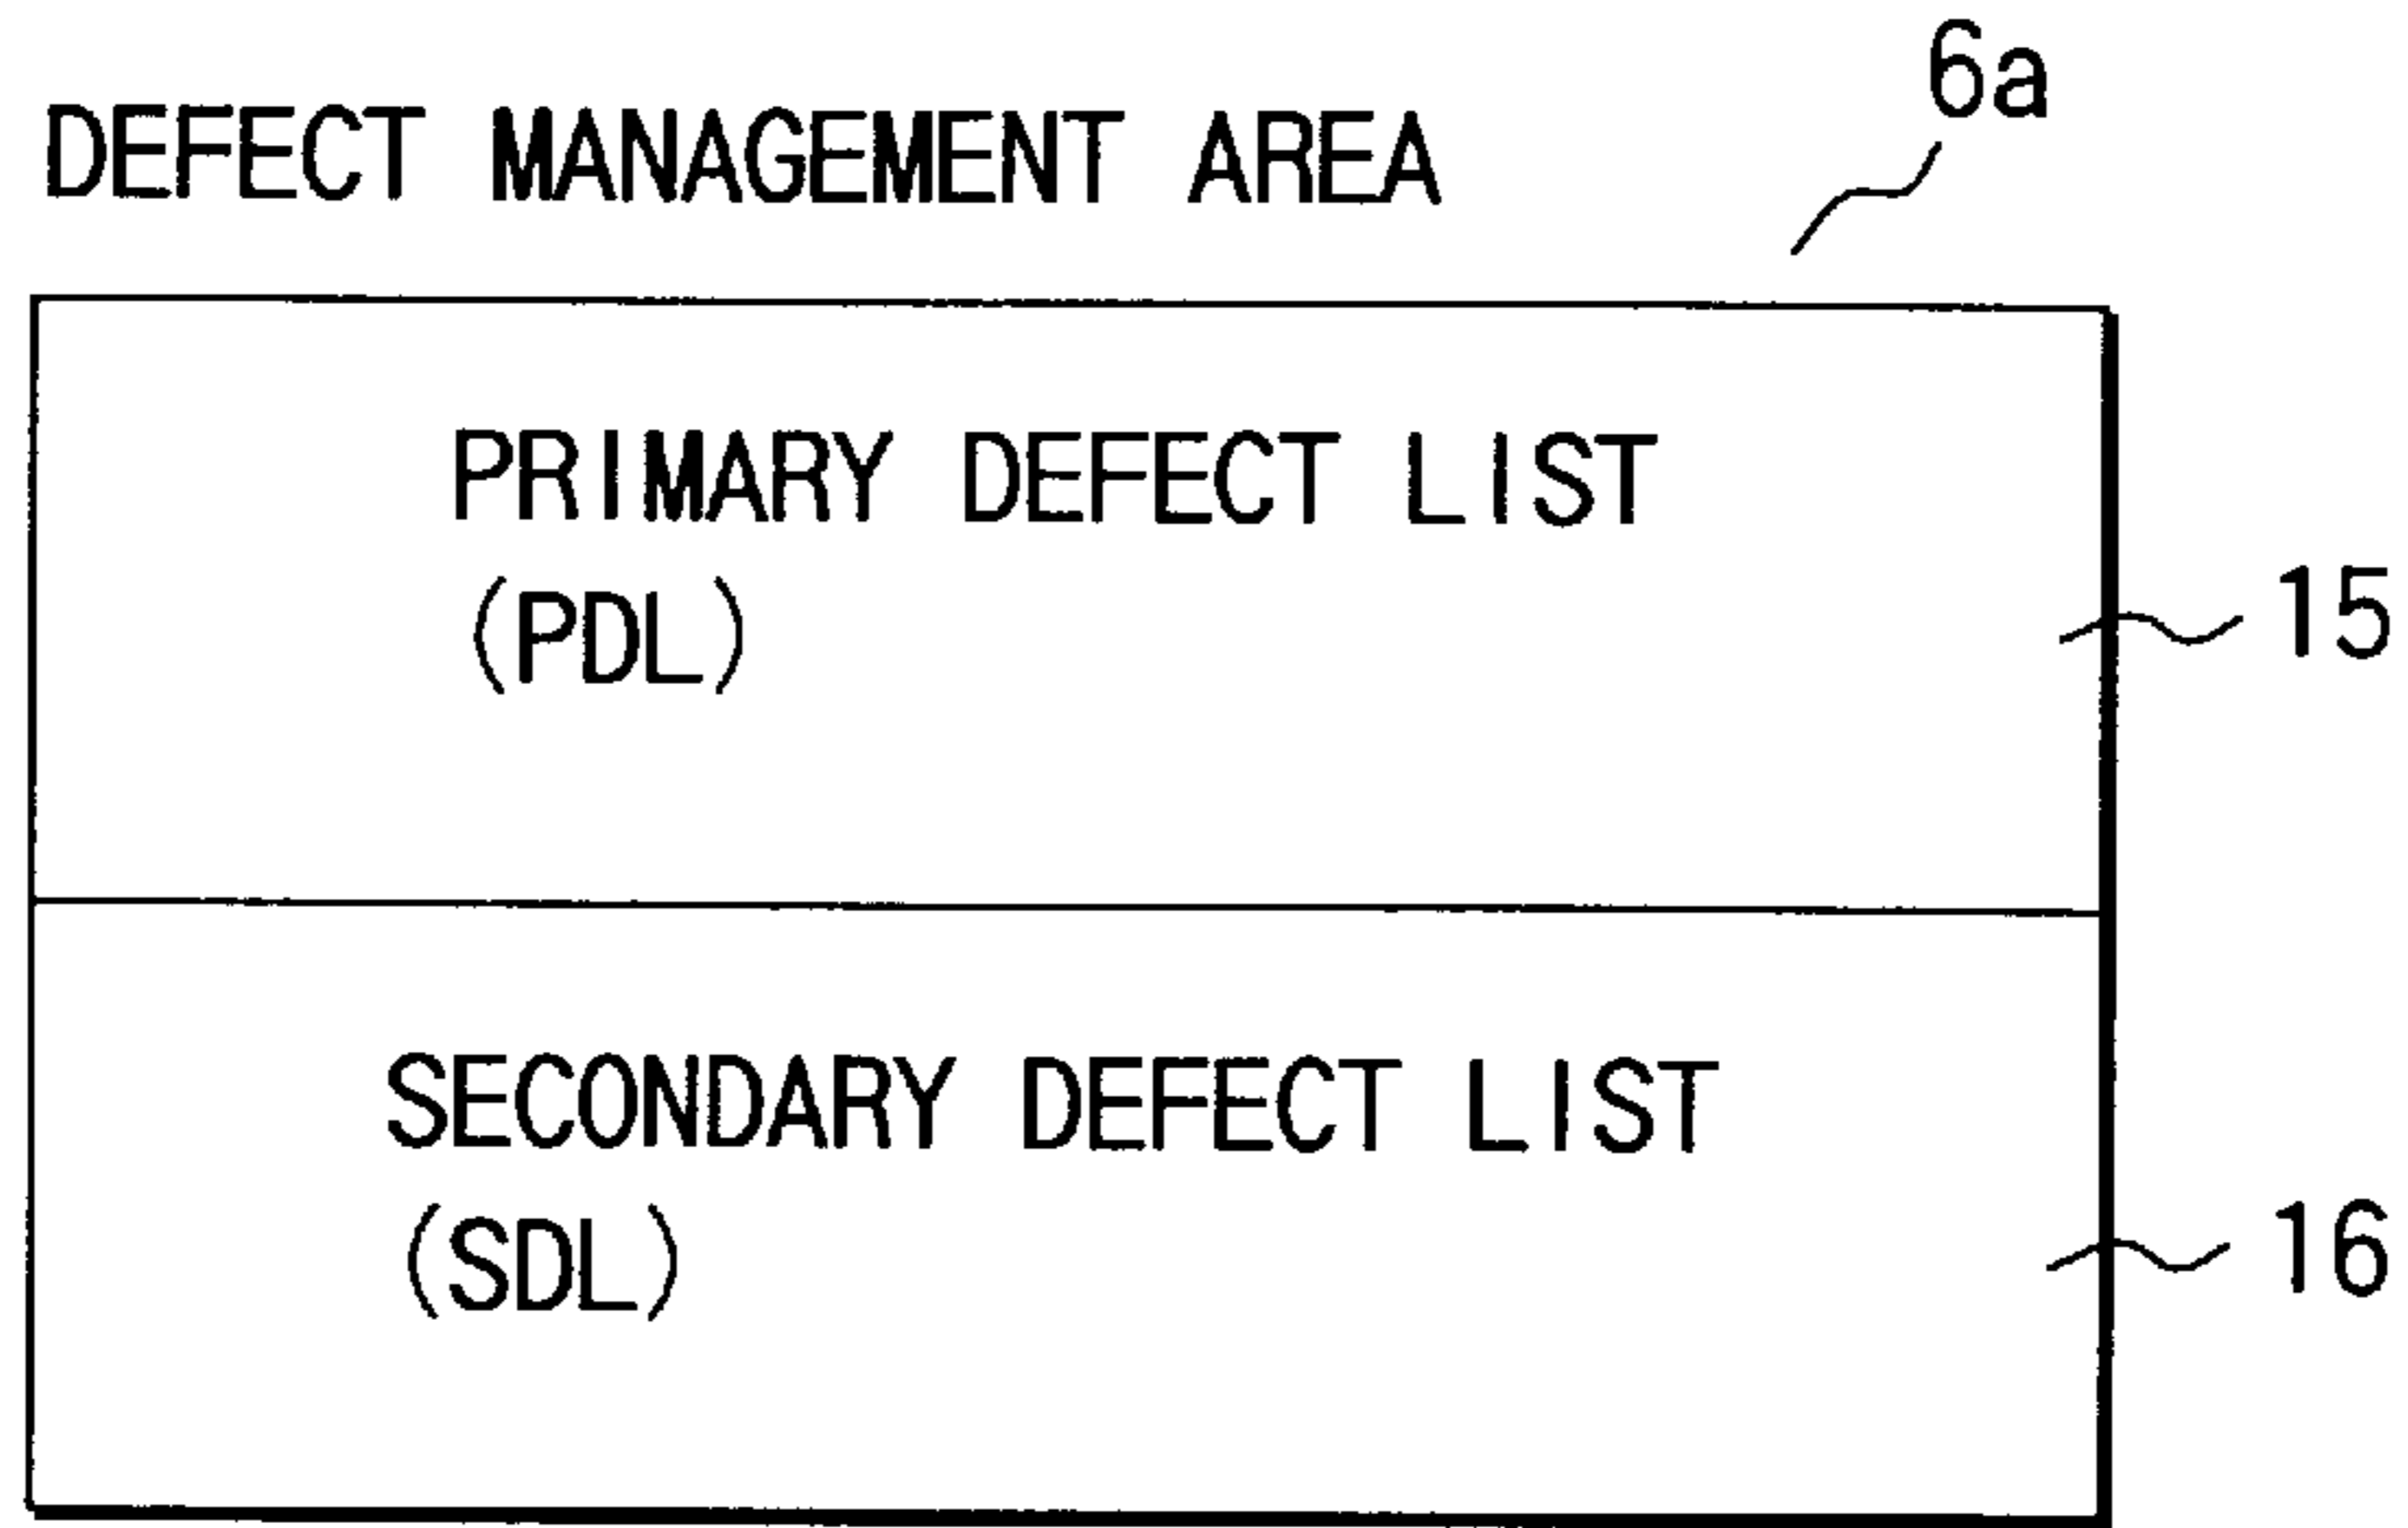 6a
DEFECT MANAGEMENT AREA
PRIMARY DEFECT LIST
(PDL)
15
SECONDARY DEFECT LIST
(SDL)
16